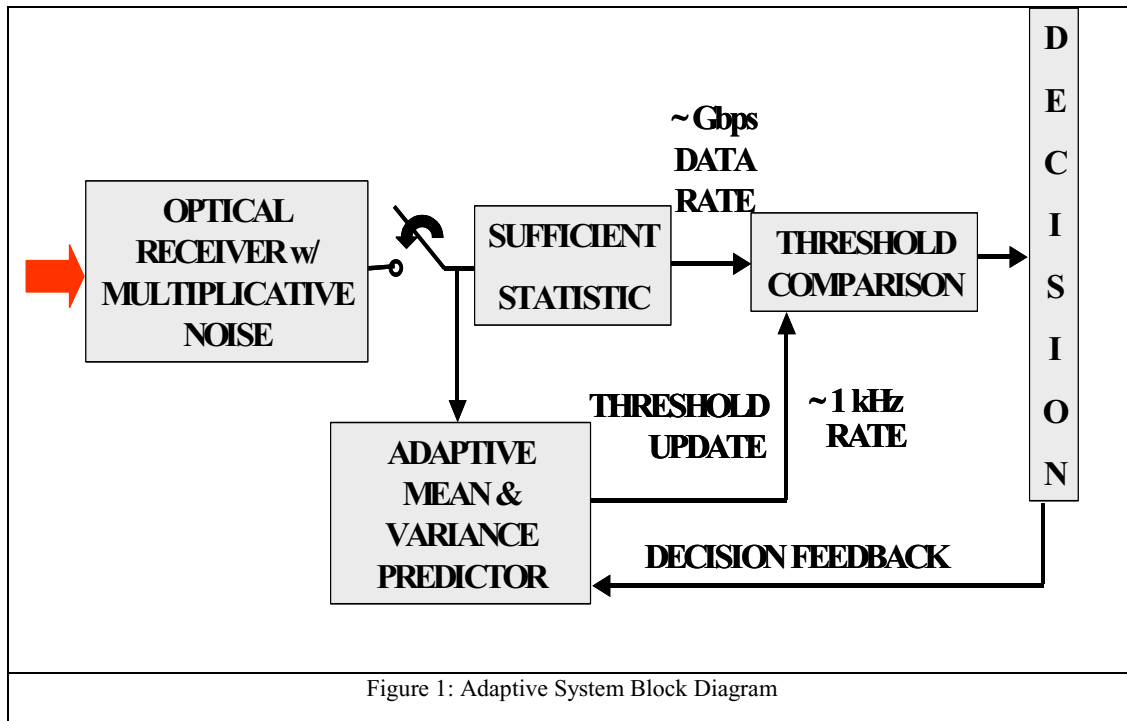 OPTICAL
RECEIVER w/
MULTIPLICATIVE
NOISE
SUFFICIENT
STATISTIC
~ Gbps
DATA
RATE
THRESHOLD
COMPARISON
D
E
C
I
S
I
O
N
ADAPTIVE
MEAN &
VARIANCE
PREDICTOR
THRESHOLD
UPDATE
~ 1 kHz
RATE
DECISION FEEDBACK
Figure 1: Adaptive System Block Diagram